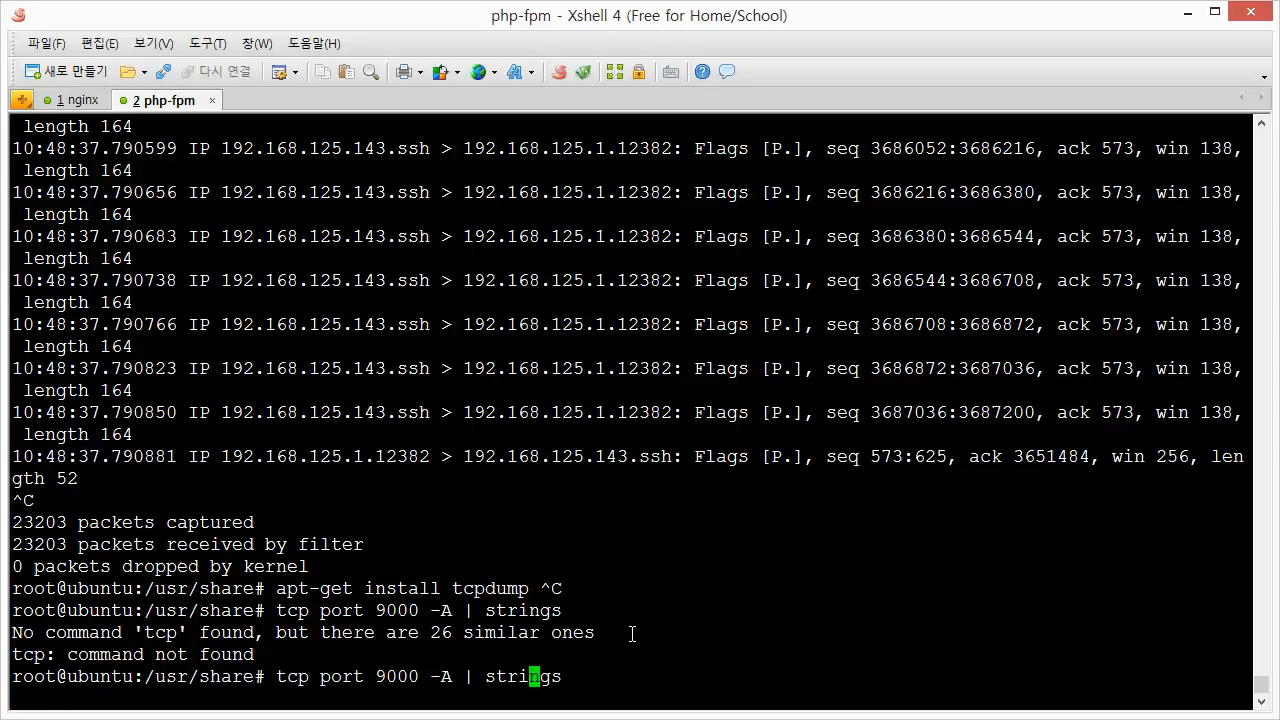 php-fpm - Xshell 4 (Free for Home/School)
파일(F) 편집(E) 보기(V) 도구(T) 창(W) 도움말(H)
새로 만들기 다시 연결
1 nginx 2 php-fpm
length 164
10:48:37.790599 IP 192.168.125.143.ssh > 192.168.125.1.12382: Flags [P.], seq 3686052:3686216, ack 573, win 138,
length 164
10:48:37.790656 IP 192.168.125.143.ssh > 192.168.125.1.12382: Flags [P.], seq 3686216:3686380, ack 573, win 138,
length 164
10:48:37.790683 IP 192.168.125.143.ssh > 192.168.125.1.12382: Flags [P.], seq 3686380:3686544, ack 573, win 138,
length 164
10:48:37.790738 IP 192.168.125.143.ssh > 192.168.125.1.12382: Flags [P.], seq 3686544:3686708, ack 573, win 138,
length 164
10:48:37.790766 IP 192.168.125.143.ssh > 192.168.125.1.12382: Flags [P.], seq 3686708:3686872, ack 573, win 138,
length 164
10:48:37.790823 IP 192.168.125.143.ssh > 192.168.125.1.12382: Flags [P.], seq 3686872:3687036, ack 573, win 138,
length 164
10:48:37.790850 IP 192.168.125.143.ssh > 192.168.125.1.12382: Flags [P.], seq 3687036:3687200, ack 573, win 138,
length 164
10:48:37.790881 IP 192.168.125.1.12382 > 192.168.125.143.ssh: Flags [P.], seq 573:625, ack 3651484, win 256, len
gth 52
^C
23203 packets captured
23203 packets received by filter
0 packets dropped by kernel
root@ubuntu:/usr/share# apt-get install tcpdump ^C
root@ubuntu:/usr/share# tcp port 9000 -A | strings
No command 'tcp' found, but there are 26 similar ones
tcp: command not found
root@ubuntu:/usr/share# tcp port 9000 -A | strings